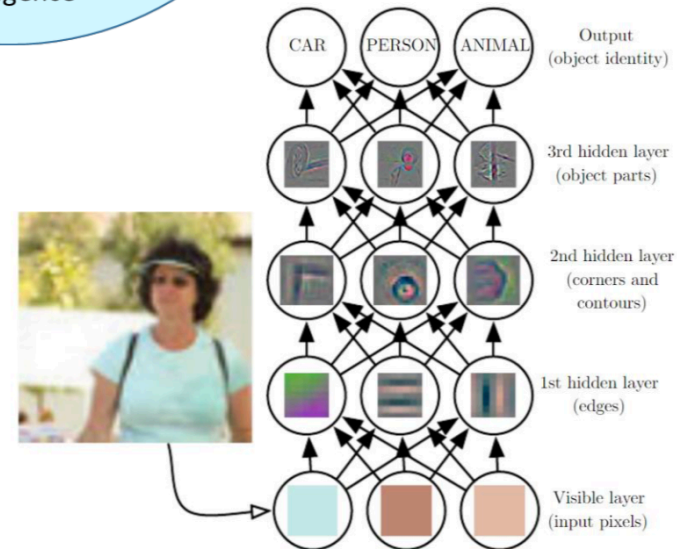 CAR
PERSON
ANIMAL
Output
(object identity)
3rd hidden layer
(object parts)
2nd hidden layer
(corners and
contours)
1st hidden layer
(edges)
Visible layer
(input pixels)